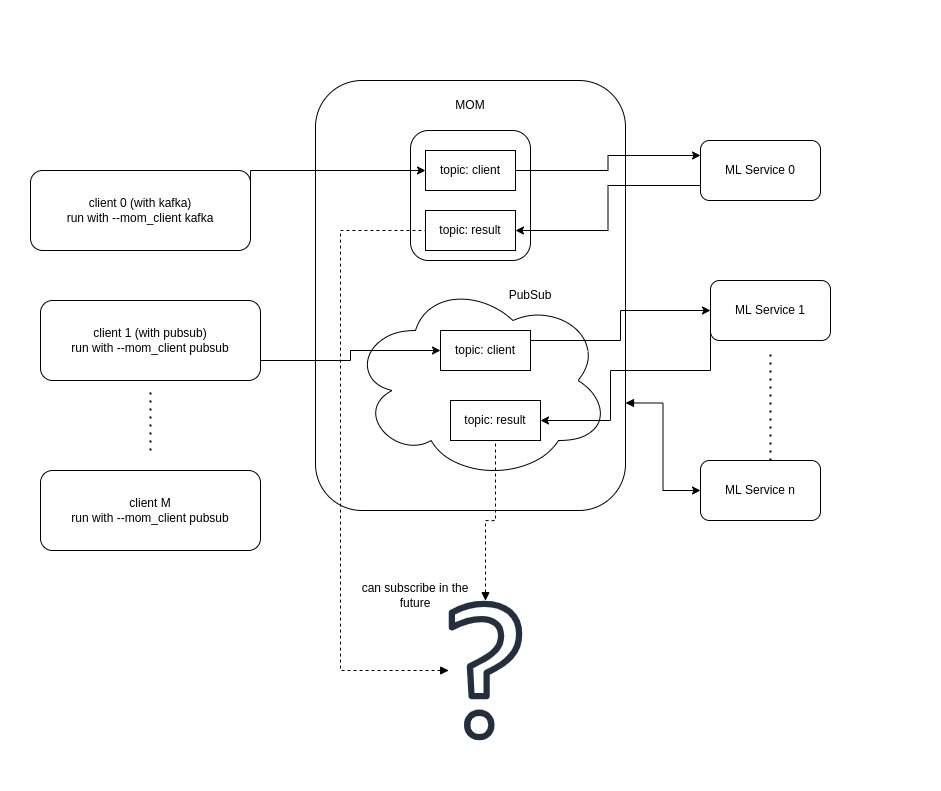 MOM
topic: client
ML Service 0
client 0 (with kafka)
run with --mom_client kafka
topic: result
PubSub
ML Service 1
client 1 (with pubsub)
run with --mom_client pubsub
topic: client
topic: result
ML Service n
client M
run with --mom_client pubsub
can subscribe in the
future
?